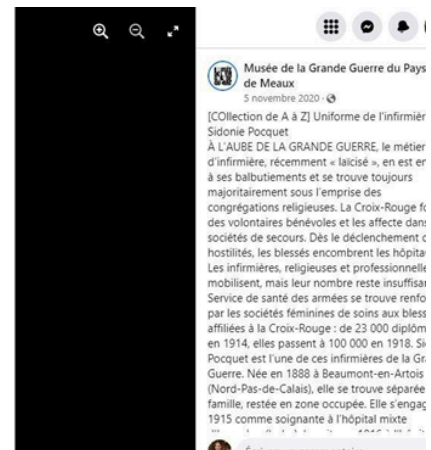 Musée de la Grande Guerre du Pays
de Meaux
5 novembre 2020 ·
[COllection de A à Z] Uniforme de l'infirmièr
Sidonie Pocquet
À L'AUBE DE LA GRANDE GUERRE, le métier
d'infirmière, récemment « laïcisé », en est en
à ses balbutiements et se trouve toujours
majoritairement sous l'emprise des
congrégations religieuses. La Croix-Rouge fo
des volontaires bénévoles et les affecte dans
sociétés de secours. Dès le déclenchement d
hostilités, les blessés encombrent les hôpita
Les infirmières, religieuses et professionnelle
mobilisent, mais leur nombre reste insuffisan
Service de santé des armées se trouve renfo
par les sociétés féminines de soins aux bless
affiliées à la Croix-Rouge : de 23 000 diplôm
en 1914, elles passent à 100 000 en 1918. Si
Pocquet est l'une de ces infirmières de la Gra
Guerre. Née en 1888 à Beaumont-en-Artois
(Nord-Pas-de-Calais), elle se trouve séparée
famille, restée en zone occupée. Elle s'engag
1915 comme soignante à l'hôpital mixte